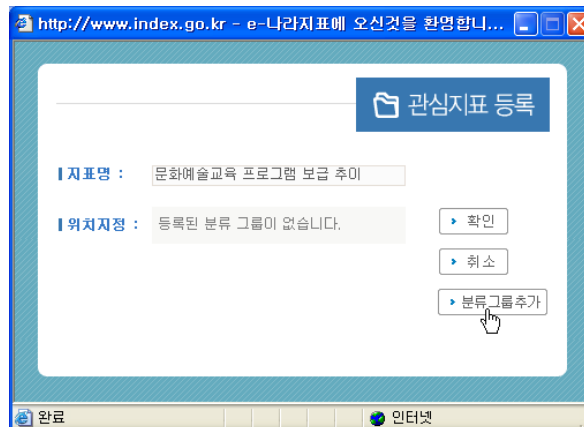 http://www.index.go.kr - e-나라지표에 오신것을 환영합니...
관심지표 등록
지표명 : 문화예술교육 프로그램 보급 추이
위치지정 : 등록된 분류 그룹이 없습니다.
확인
취소
분류그룹추가
완료 인터넷